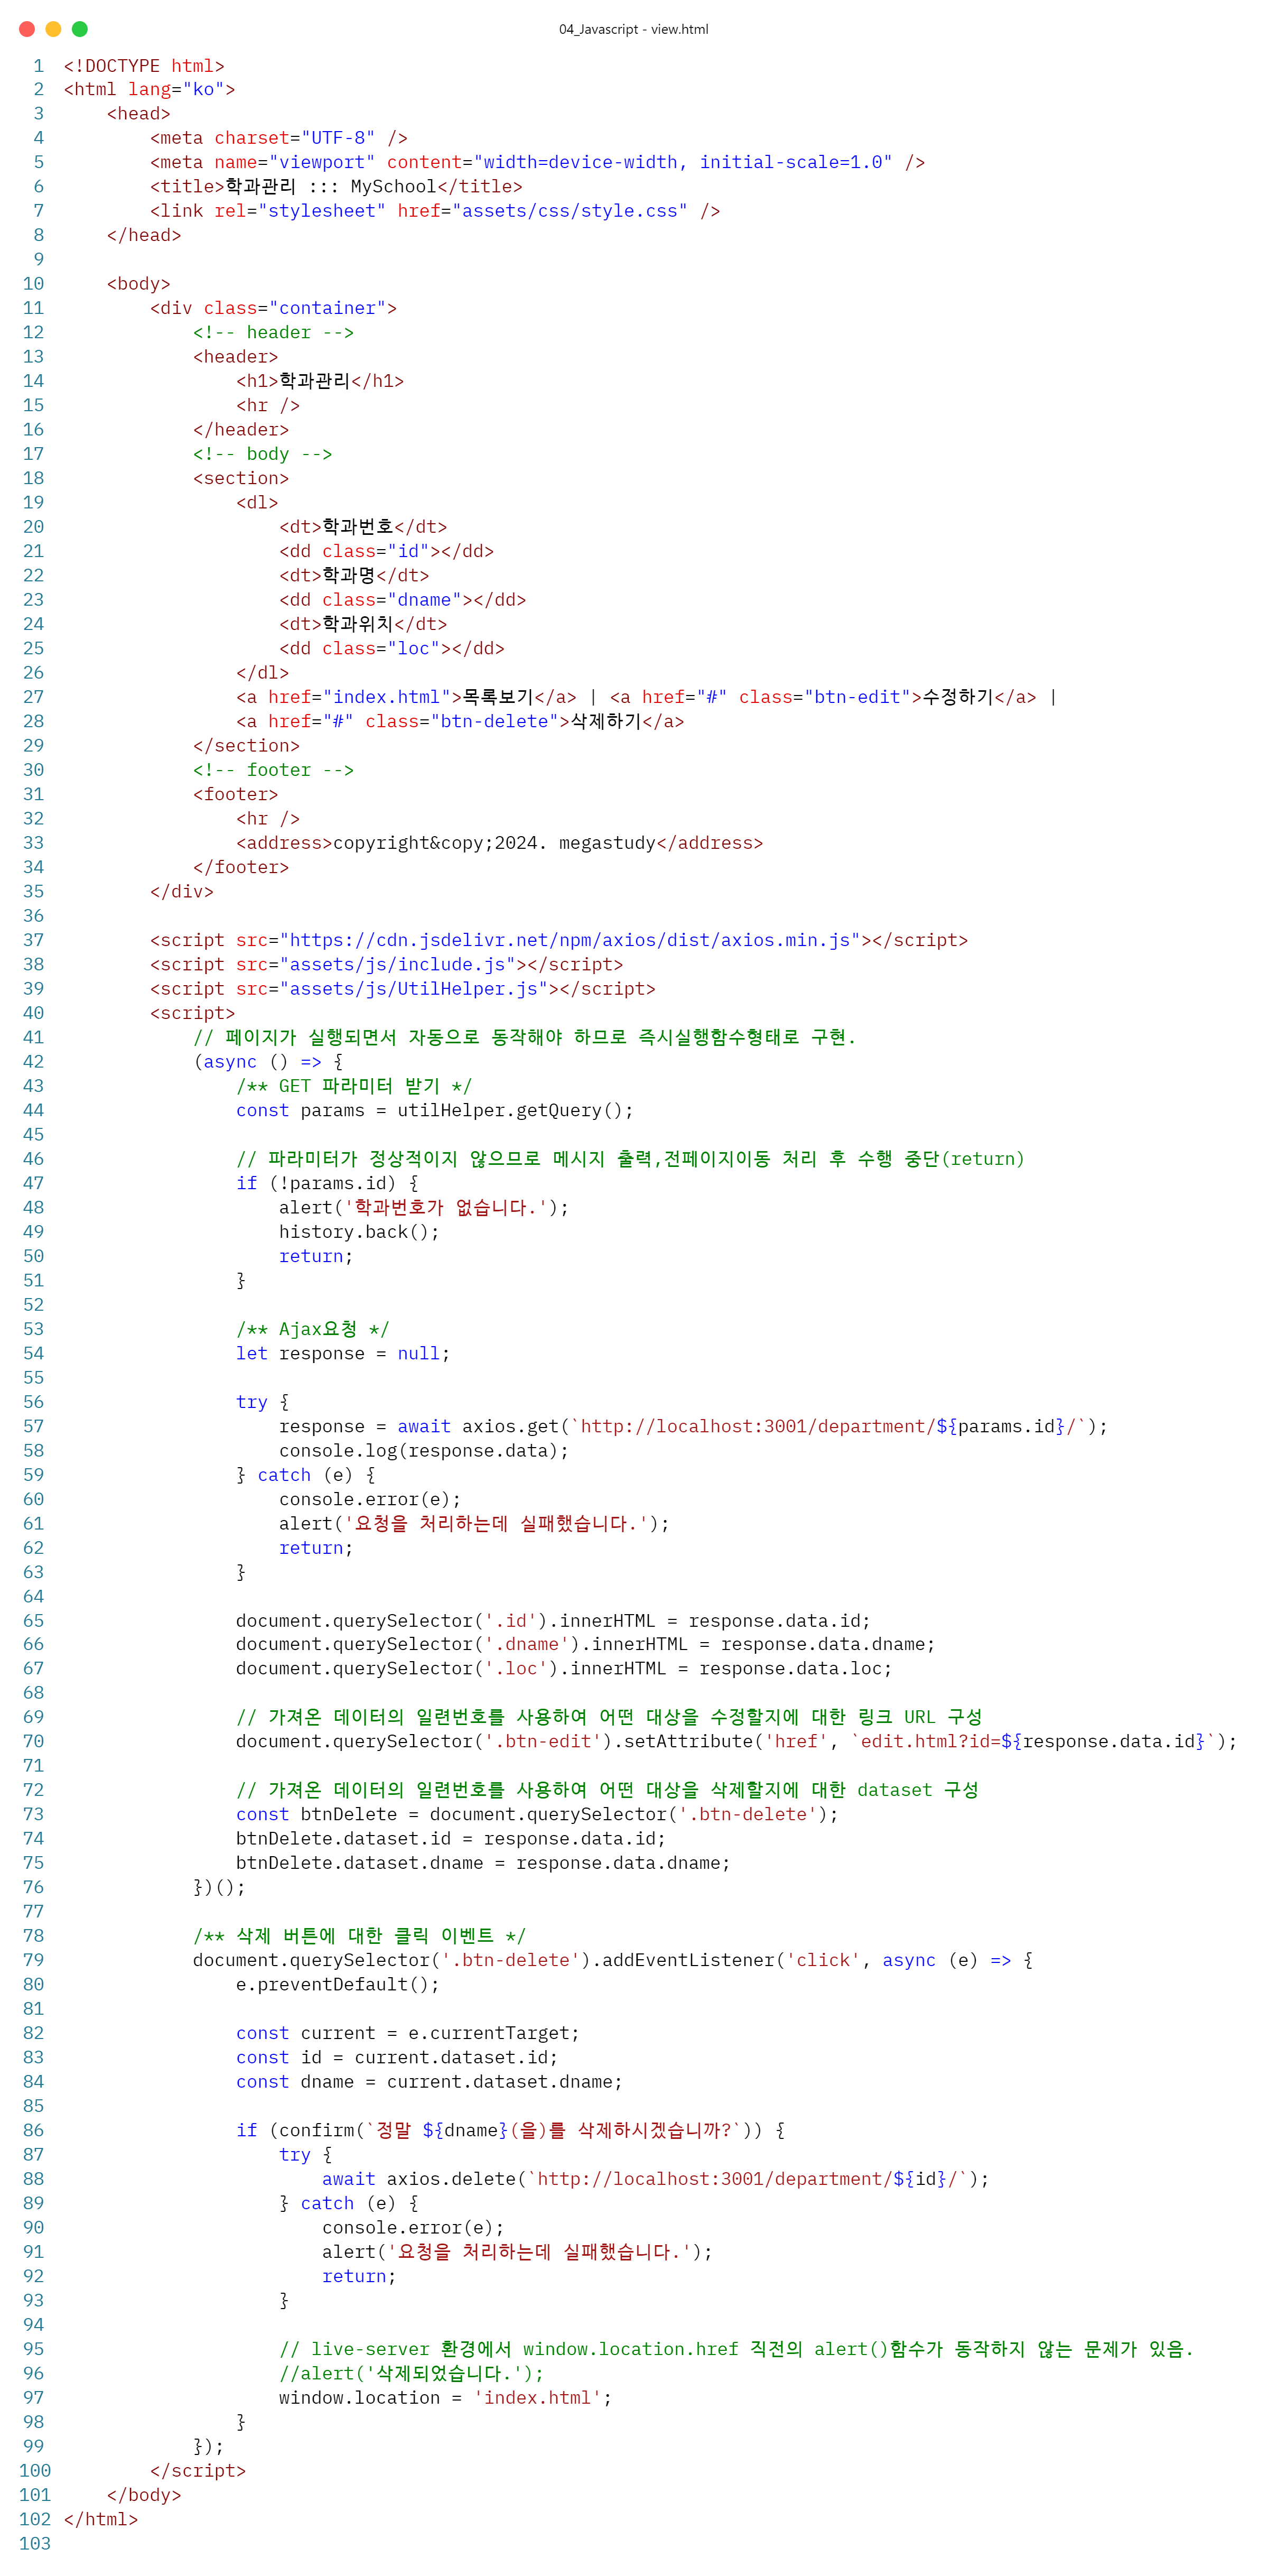 04_Javascript - view.html
1 <!DOCTYPE html>
2 <html lang="ko">
3     <head>
4         <meta charset="UTF-8" />
5         <meta name="viewport" content="width=device-width, initial-scale=1.0" />
6         <title>학과관리 ::: MySchool</title>
7         <link rel="stylesheet" href="assets/css/style.css" />
8     </head>
9
10     <body>
11         <div class="container">
12             <!-- header -->
13             <header>
14                 <h1>학과관리</h1>
15                 <hr />
16             </header>
17             <!-- body -->
18             <section>
19                 <dl>
20                     <dt>학과번호</dt>
21                     <dd class="id"></dd>
22                     <dt>학과명</dt>
23                     <dd class="dname"></dd>
24                     <dt>학과위치</dt>
25                     <dd class="loc"></dd>
26                 </dl>
27                 <a href="index.html">목록보기</a> | <a href="#" class="btn-edit">수정하기</a> |
28                 <a href="#" class="btn-delete">삭제하기</a>
29             </section>
30             <!-- footer -->
31             <footer>
32                 <hr />
33                 <address>copyright&copy;2024. megastudy</address>
34             </footer>
35         </div>
36
37         <script src="https://cdn.jsdelivr.net/npm/axios/dist/axios.min.js"></script>
38         <script src="assets/js/include.js"></script>
39         <script src="assets/js/UtilHelper.js"></script>
40         <script>
41             // 페이지가 실행되면서 자동으로 동작해야 하므로 즉시실행함수형태로 구현.
42             (async () => {
43                 /** GET 파라미터 받기 */
44                 const params = utilHelper.getQuery();
45
46                 // 파라미터가 정상적이지 않으므로 메시지 출력,전페이지이동 처리 후 수행 중단(return)
47                 if (!params.id) {
48                     alert('학과번호가 없습니다.');
49                     history.back();
50                     return;
51                 }
52
53                 /** Ajax요청 */
54                 let response = null;
55
56                 try {
57                     response = await axios.get(`http://localhost:3001/department/${params.id}/`);
58                     console.log(response.data);
59                 } catch (e) {
60                     console.error(e);
61                     alert('요청을 처리하는데 실패했습니다.');
62                     return;
63                 }
64
65                 document.querySelector('.id').innerHTML = response.data.id;
66                 document.querySelector('.dname').innerHTML = response.data.dname;
67                 document.querySelector('.loc').innerHTML = response.data.loc;
68
69                 // 가져온 데이터의 일련번호를 사용하여 어떤 대상을 수정할지에 대한 링크 URL 구성
70                 document.querySelector('.btn-edit').setAttribute('href', `edit.html?id=${response.data.id}`);
71
72                 // 가져온 데이터의 일련번호를 사용하여 어떤 대상을 삭제할지에 대한 dataset 구성
73                 const btnDelete = document.querySelector('.btn-delete');
74                 btnDelete.dataset.id = response.data.id;
75                 btnDelete.dataset.dname = response.data.dname;
76             })();
77
78             /** 삭제 버튼에 대한 클릭 이벤트 */
79             document.querySelector('.btn-delete').addEventListener('click', async (e) => {
80                 e.preventDefault();
81
82                 const current = e.currentTarget;
83                 const id = current.dataset.id;
84                 const dname = current.dataset.dname;
85
86                 if (confirm(`정말 ${dname}(을)를 삭제하시겠습니까?`)) {
87                     try {
88                         await axios.delete(`http://localhost:3001/department/${id}/`);
89                     } catch (e) {
90                         console.error(e);
91                         alert('요청을 처리하는데 실패했습니다.');
92                         return;
93                     }
94
95                     // live-server 환경에서 window.location.href 직전의 alert()함수가 동작하지 않는 문제가 있음.
96                     //alert('삭제되었습니다.');
97                     window.location = 'index.html';
98                 }
99             });
100         </script>
101     </body>
102 </html>
103